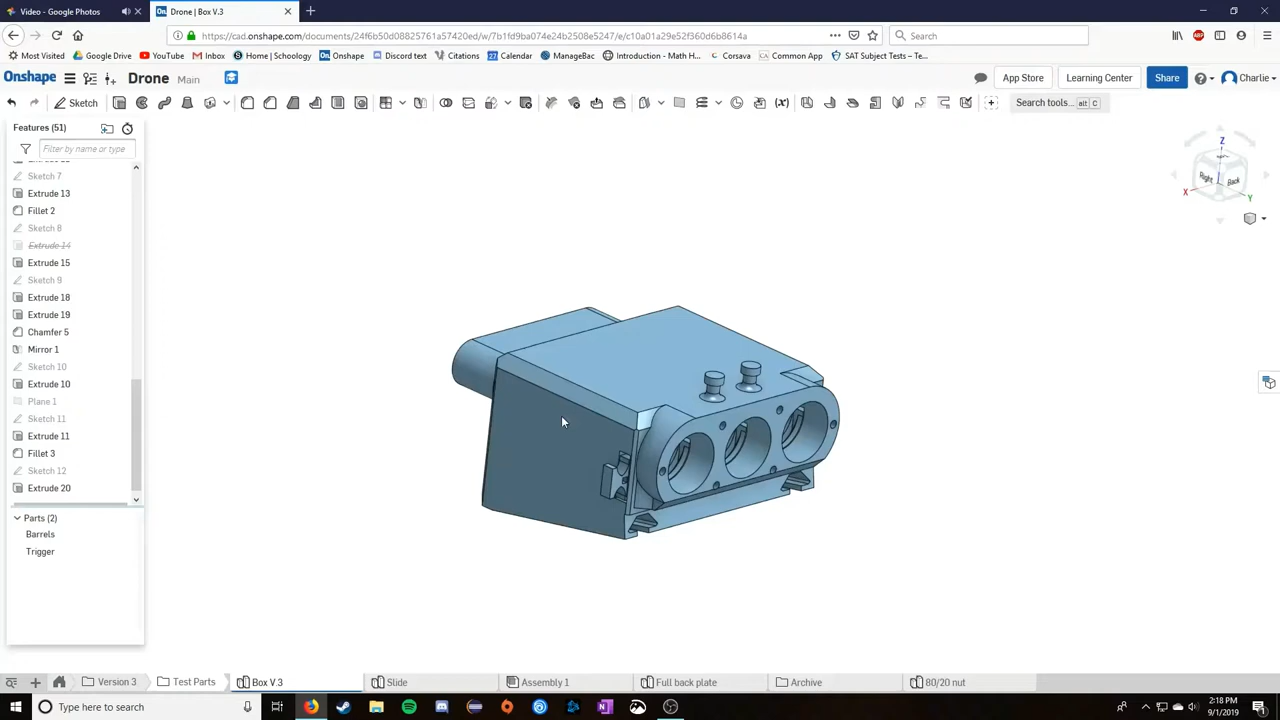 Video - Google Photos
On. Drone | Box V.3
https://cad.onshape.com/documents/24f6b50d08825761a57420ed/w/7b1fd9ba074e24b2508e5247/e/c10a01a29e52f360d6b8614a
Search
Most Visited Google Drive YouTube Inbox Home | Schoology Onshape Discord text Citations Calendar ManageBac Introduction - Math H... Corsava Common App SAT Subject Tests – Te...
Onshape Drone Main App Store Learning Center Share Charlie
Sketch Search tools... alt C
Features (51)
Filter by name or type
Sketch 7
Extrude 13
Fillet 2
Sketch 8
Extrude 14
Extrude 15
Sketch 9
Extrude 18
Extrude 19
Chamfer 5
Mirror 1
Sketch 10
Extrude 10
Plane 1
Sketch 11
Extrude 11
Fillet 3
Sketch 12
Extrude 20
Parts (2)
Barrels
Trigger
Z
Right Back
X
Y
Version 3 Test Parts Box V.3 Slide Assembly 1 Full back plate Archive 80/20 nut
Type here to search
2:18 PM
9/1/2019